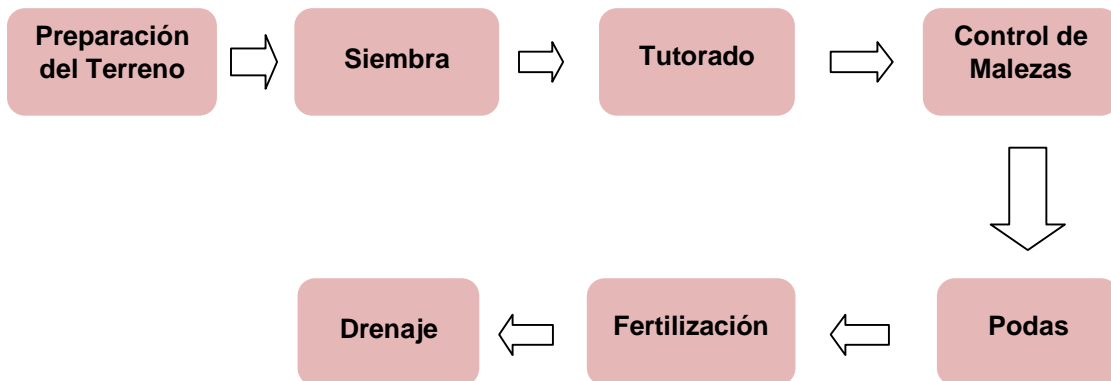 Preparación
del Terreno
Siembra
Tutorado
Control de
Malezas
Podas
Fertilización
Drenaje